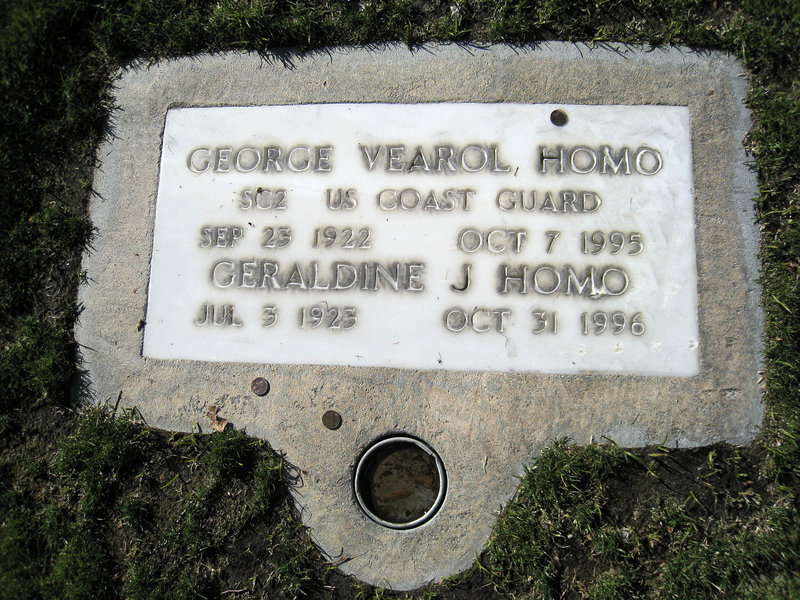 GEORGE VEAROL HOMO
SC2 US COAST GUARD
SEP 23 1922 OCT 7 1995
GERALDINE J HOMO
JUL 3 1923 OCT 31 1996